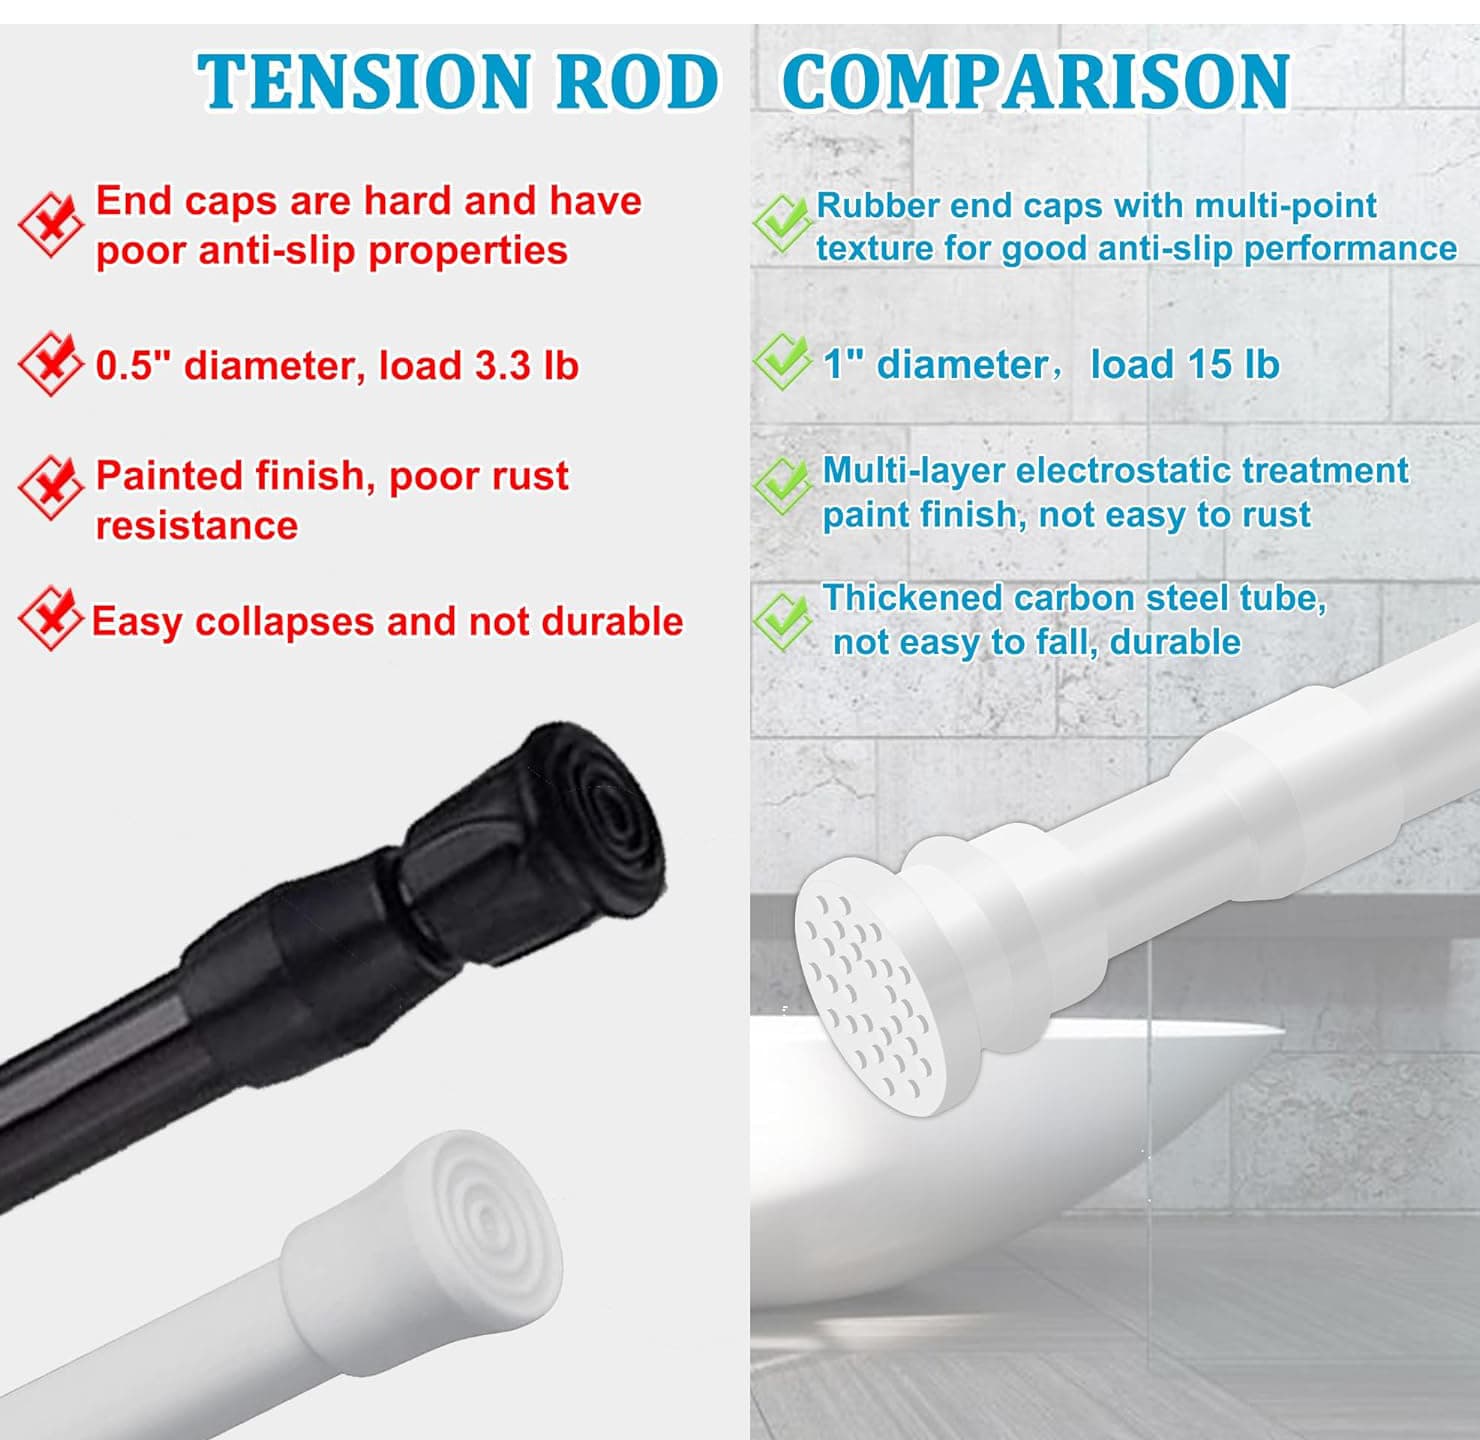 TENSION ROD COMPARISON
End caps are hard and have
poor anti-slip properties
0.5" diameter, load 3.3 lb
Painted finish, poor rust
resistance
Easy collapses and not durable
Rubber end caps with multi-point
texture for good anti-slip performance
1" diameter， load 15 lb
Multi-layer electrostatic treatment
paint finish, not easy to rust
Thickened carbon steel tube,
not easy to fall, durable